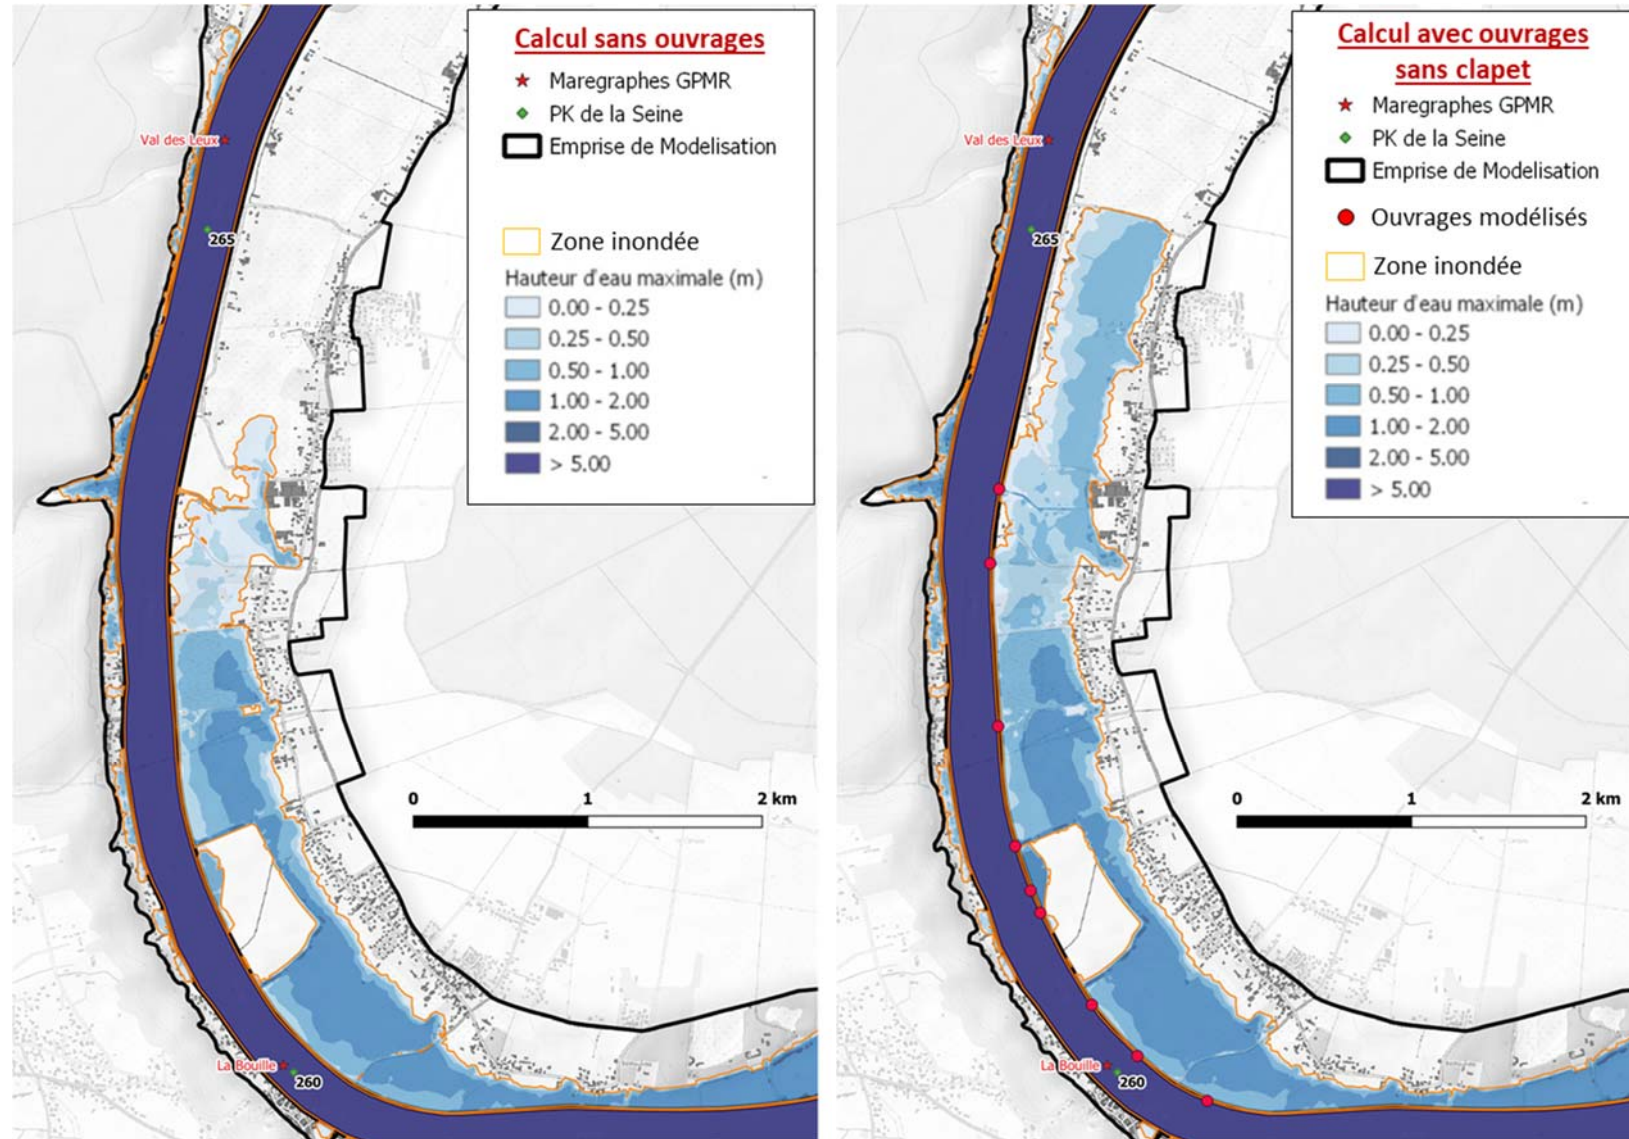 Calcul sans ouvrages
Maregraphes GPMR
PK de la Seine
Emprise de Modelisation
Zone inondée
Hauteur d'eau maximale (m)
0.00 - 0.25
0.25 - 0.50
0.50 - 1.00
1.00 - 2.00
2.00 - 5.00
> 5.00
Val des Leux
265
0 1 2 km
La Bouille
260
Calcul avec ouvrages
sans clapet
Maregraphes GPMR
PK de la Seine
Emprise de Modelisation
Ouvrages modélisés
Zone inondée
Hauteur d'eau maximale (m)
0.00 - 0.25
0.25 - 0.50
0.50 - 1.00
1.00 - 2.00
2.00 - 5.00
> 5.00
Val des Leux
265
0 1 2 km
La Bouille
260